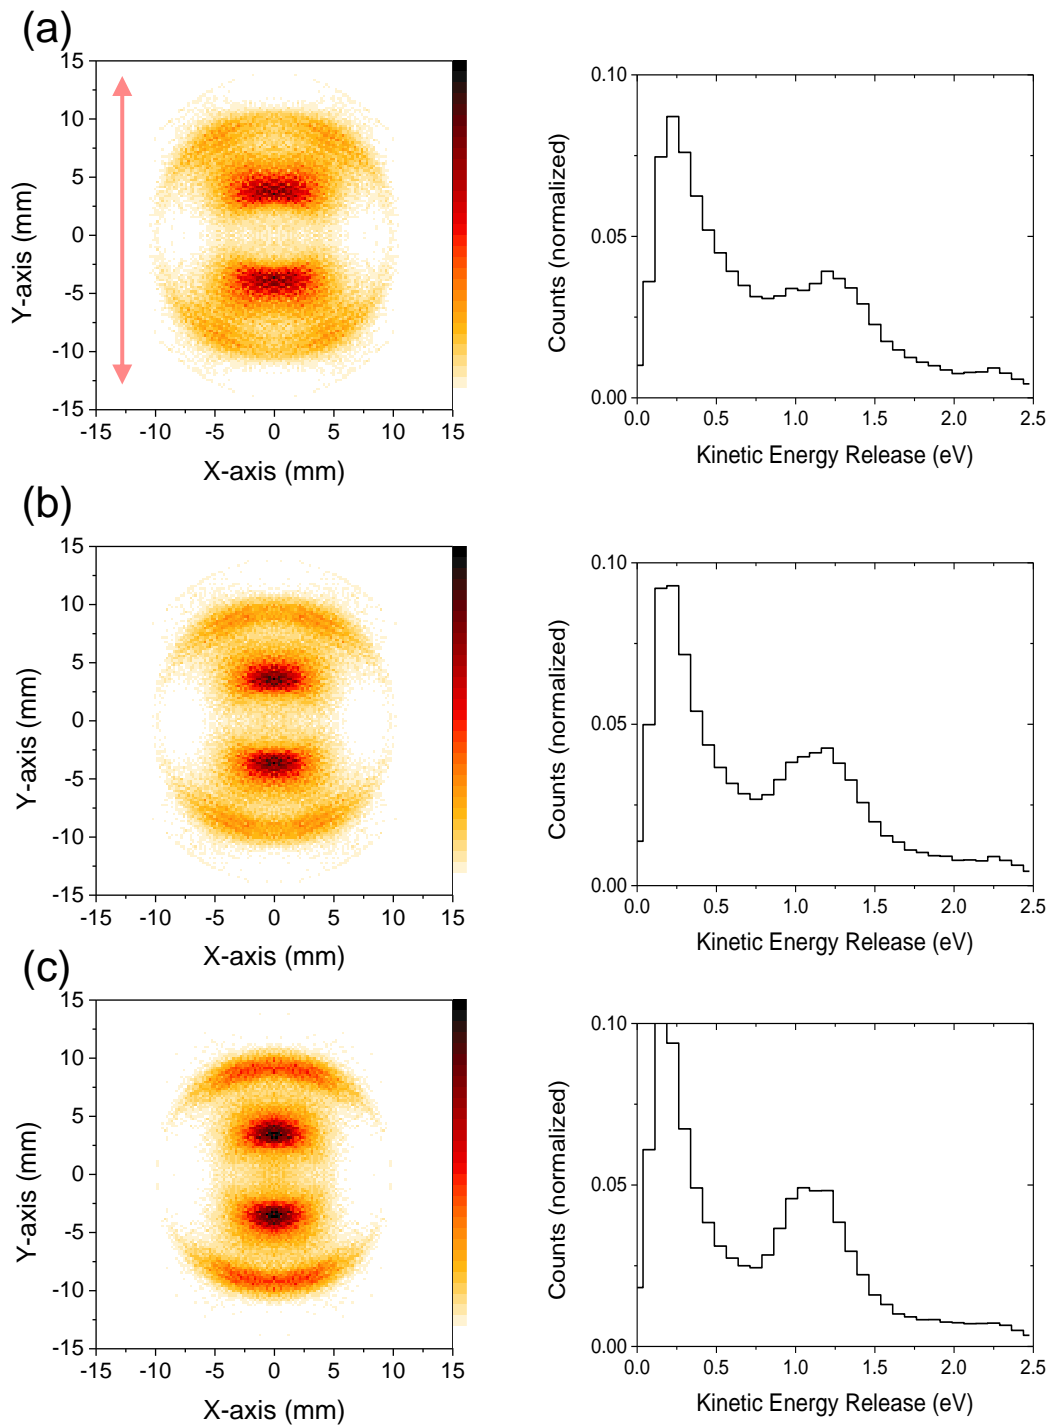 (a)
15
10
5
0
-5
-10
-15
-15 -10 -5 0 5 10 15
X-axis (mm)
Y-axis (mm)
0.10
0.05
0.00
0.0 0.5 1.0 1.5 2.0 2.5
Kinetic Energy Release (eV)
Counts (normalized)
(b)
15
10
5
0
-5
-10
-15
-15 -10 -5 0 5 10 15
X-axis (mm)
Y-axis (mm)
0.10
0.05
0.00
0.0 0.5 1.0 1.5 2.0 2.5
Kinetic Energy Release (eV)
Counts (normalized)
(c)
15
10
5
0
-5
-10
-15
-15 -10 -5 0 5 10 15
X-axis (mm)
Y-axis (mm)
0.10
0.05
0.00
0.0 0.5 1.0 1.5 2.0 2.5
Kinetic Energy Release (eV)
Counts (normalized)